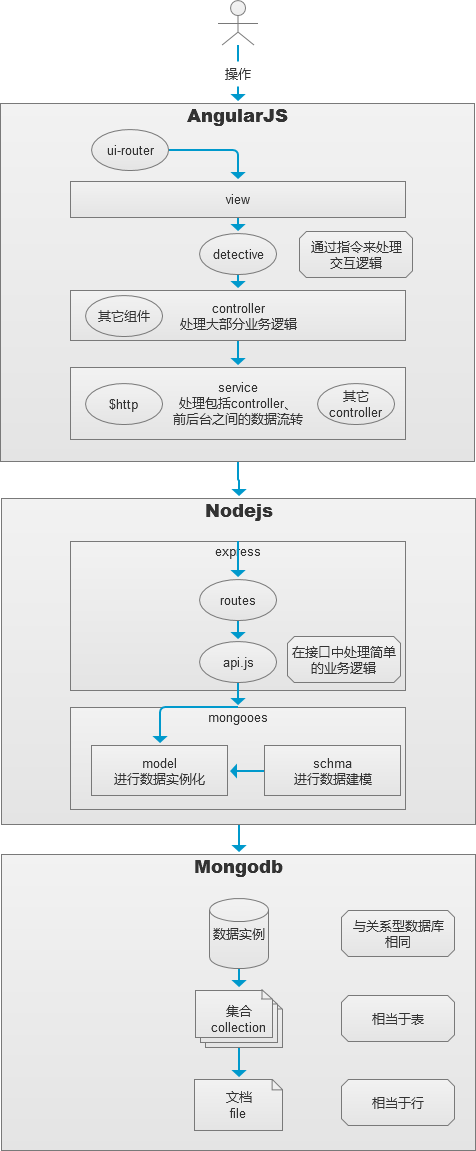 操作
AngularJS
ui-router
view
detective
通过指令来处理
交互逻辑
其它组件
controller
处理大部分业务逻辑
$http
service
处理包括controller、
前后台之间的数据流转
其它
controller
Nodejs
express
routes
api.js
在接口中处理简单
的业务逻辑
mongooes
model
进行数据实例化
schma
进行数据建模
Mongodb
数据实例
与关系型数据库
相同
集合
collection
相当于表
文档
file
相当于行